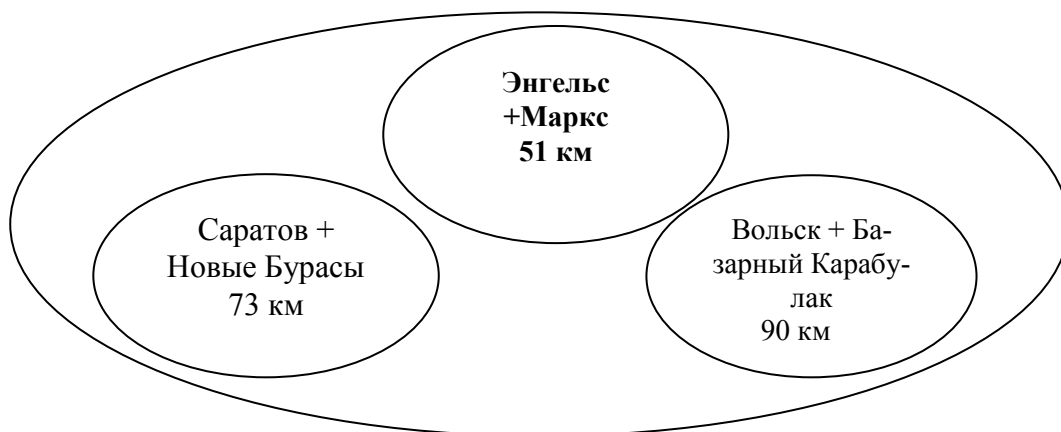 Энгельс
+Маркс
51 км
Саратов +
Новые Бурасы
73 км
Вольск + Ба-
зарный Карабу-
лак
90 км